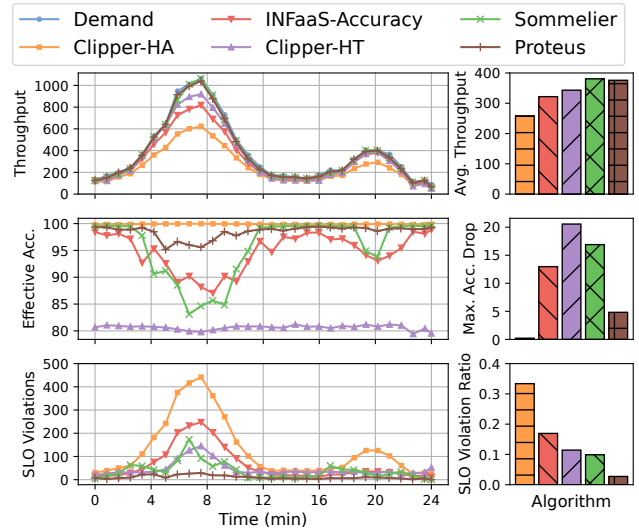 Demand INFaaS-Accuracy Sommelier
Clipper-HA Clipper-HT Proteus
Throughput
1000
800
600
400
200
0
Avg. Throughput
400
300
200
100
0
Effective Acc.
100
95
90
85
80
Max. Acc. Drop
20
15
10
5
0
SLO Violations
500
400
300
200
100
0
0 4 8 12 16 20 24
Time (min)
SLO Violation Ratio
0.4
0.3
0.2
0.1
0.0
Algorithm